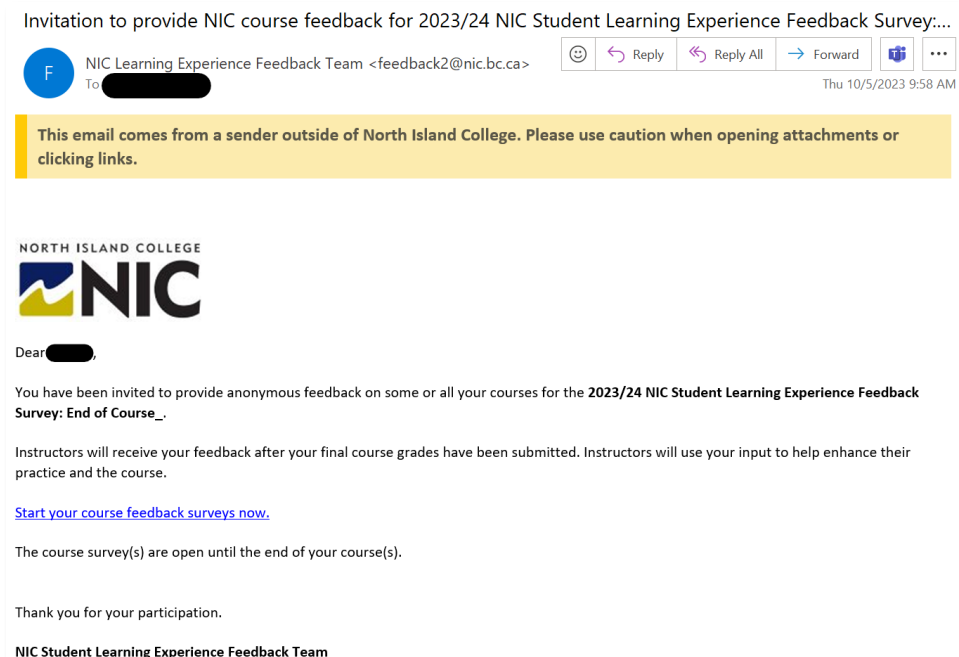 Invitation to provide NIC course feedback for 2023/24 NIC Student Learning Experience Feedback Survey:...
F
NIC Learning Experience Feedback Team <feedback2@nic.bc.ca>
Reply
Reply All
Forward
To
Thu 10/5/2023 9:58 AM
This email comes from a sender outside of North Island College. Please use caution when opening attachments or
clicking links.
NORTH ISLAND COLLEGE
NIC
Dear ,
You have been invited to provide anonymous feedback on some or all your courses for the 2023/24 NIC Student Learning Experience Feedback
Survey: End of Course_.
Instructors will receive your feedback after your final course grades have been submitted. Instructors will use your input to help enhance their
practice and the course.
Start your course feedback surveys now.
The course survey(s) are open until the end of your course(s).
Thank you for your participation.
NIC Student Learning Experience Feedback Team